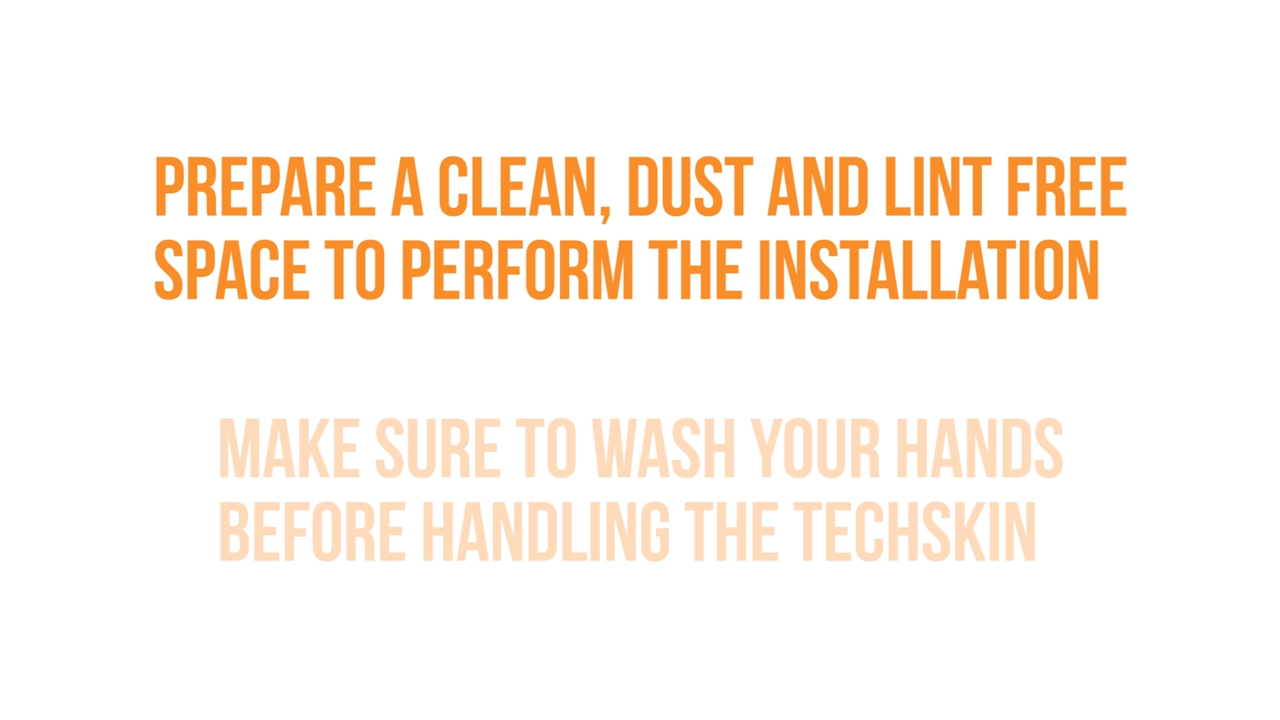 PREPARE A CLEAN, DUST AND LINT FREE
SPACE TO PERFORM THE INSTALLATION
MAKE SURE TO WASH YOUR HANDS
BEFORE HANDLING THE TECHSKIN